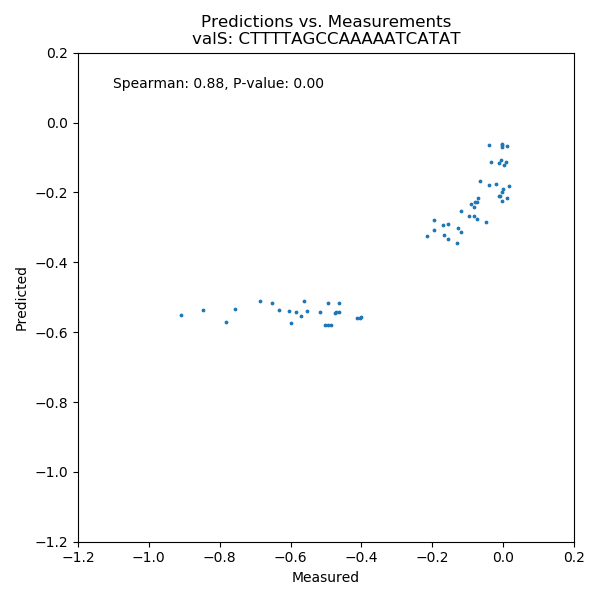 Predictions vs. Measurements
valS: CTTTTAGCCAAAAATCATAT
Spearman: 0.88, P-value: 0.00
0.2
0.0
−0.2
−0.4
−0.6
−0.8
−1.0
−1.2
Predicted
−1.2 −1.0 −0.8 −0.6 −0.4 −0.2 0.0 0.2
Measured